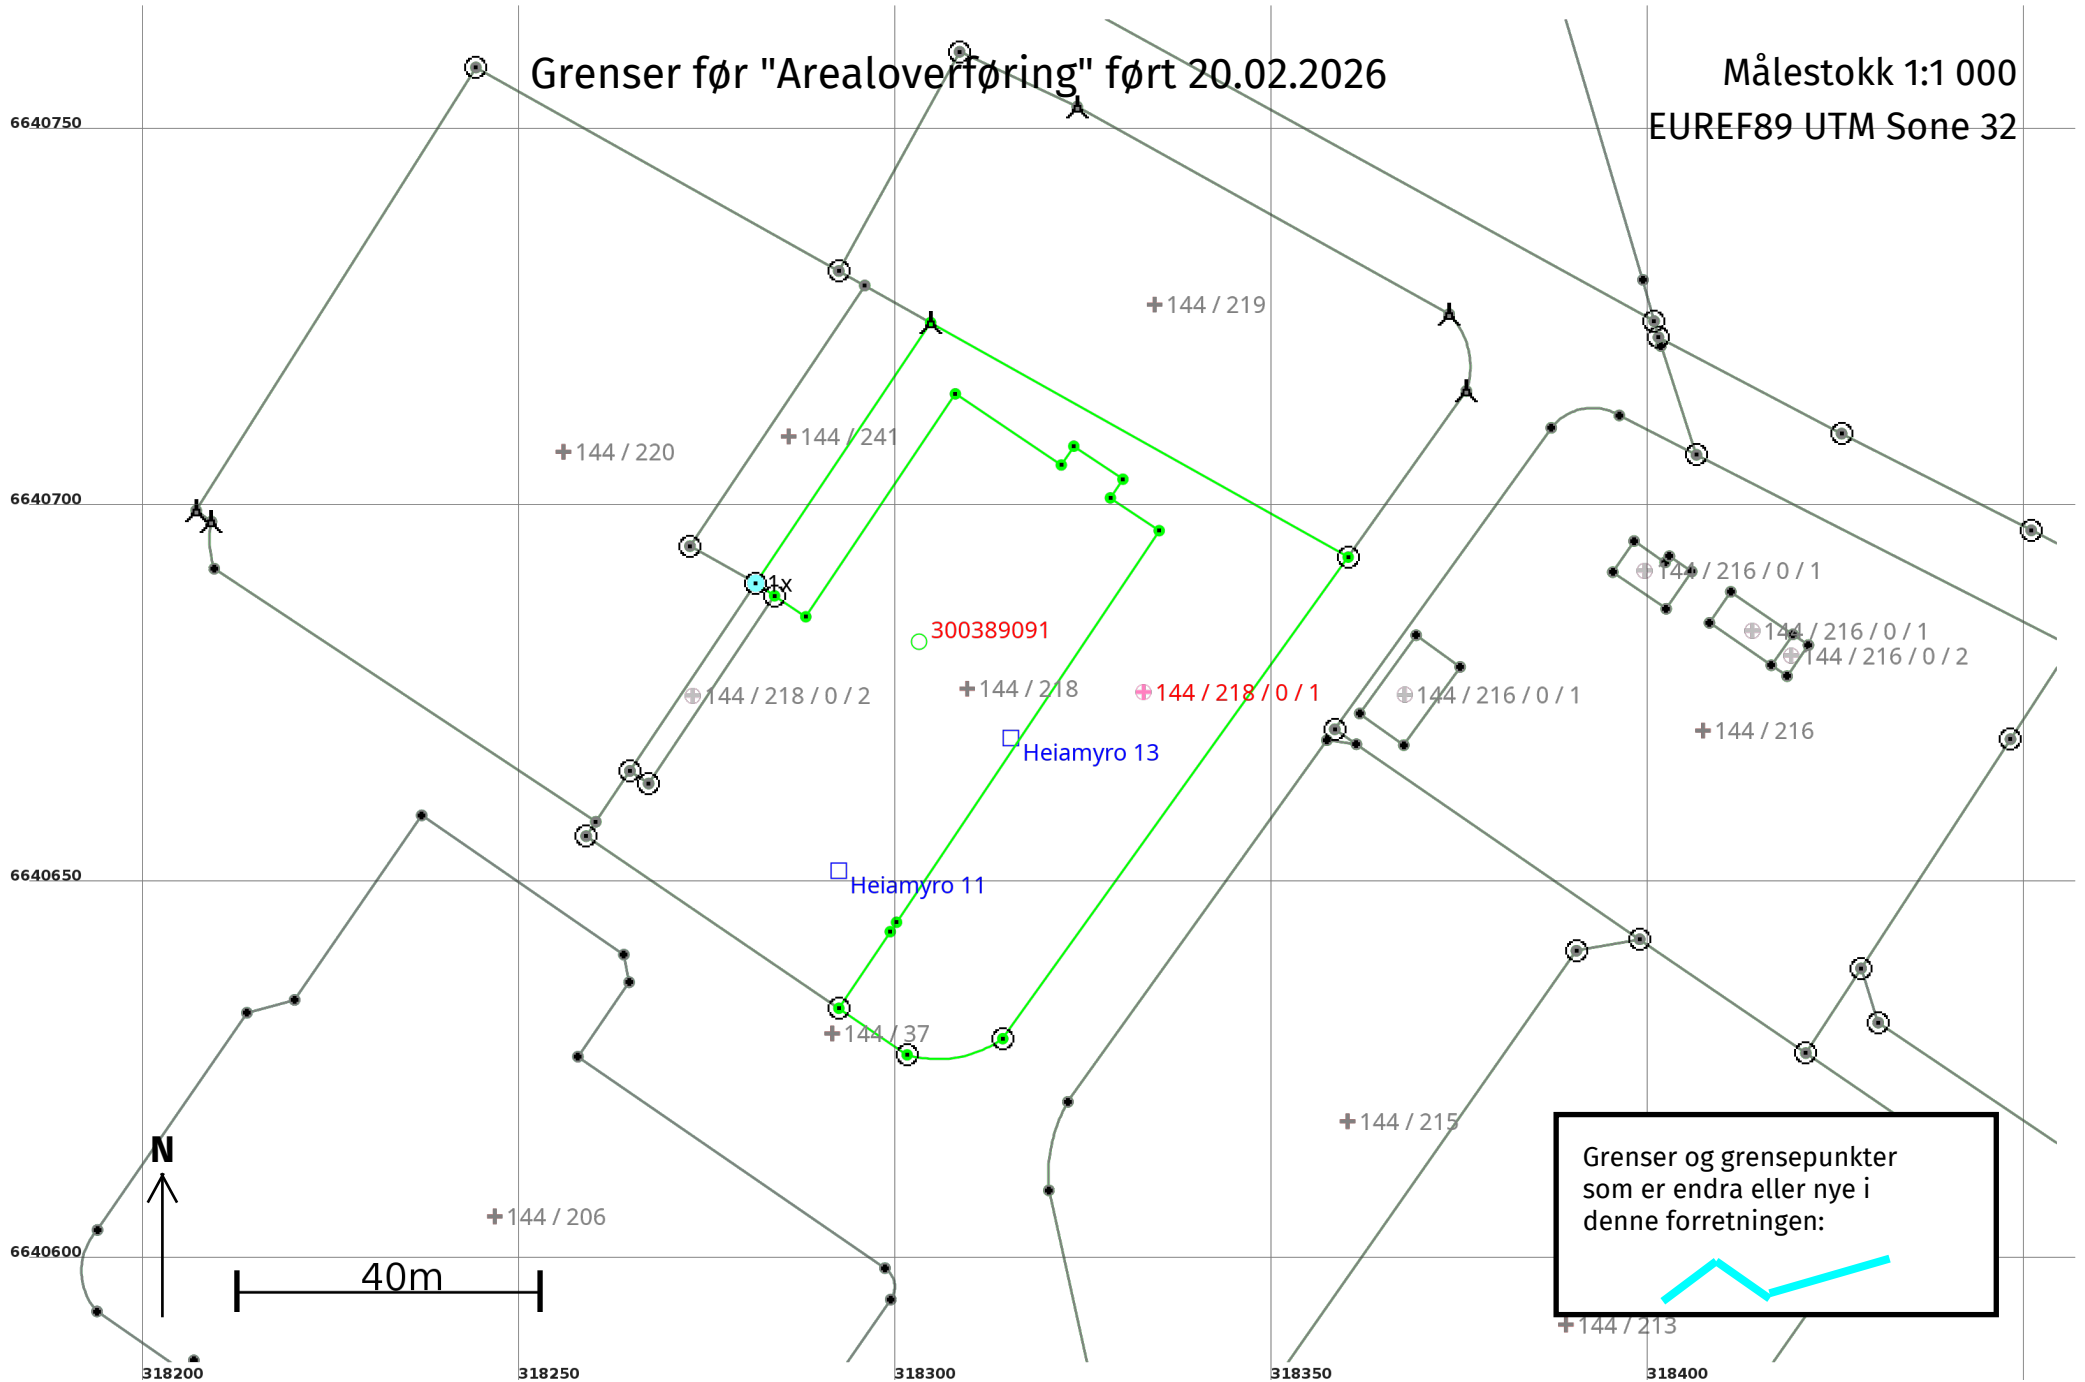 Grenser før "Arealoverføring" ført 20.02.2026
Målestokk 1:1 000
EUREF89 UTM Sone 32
6640750
144 / 219
144 / 241
144 / 220
6640700
1x
144 / 216 / 0 / 1
300389091
144 / 216 / 0 / 1
144 / 216 / 0 / 2
144 / 218 / 0 / 2
144 / 218
144 / 218 / 0 / 1
144 / 216 / 0 / 1
144 / 216
Heiamyro 13
6640650
Heiamyro 11
144 / 37
144 / 215
N
Grenser og grensepunkter
som er endra eller nye i
denne forretningen:
144 / 206
6640600
40m
144 / 213
318200
318250
318300
318350
318400